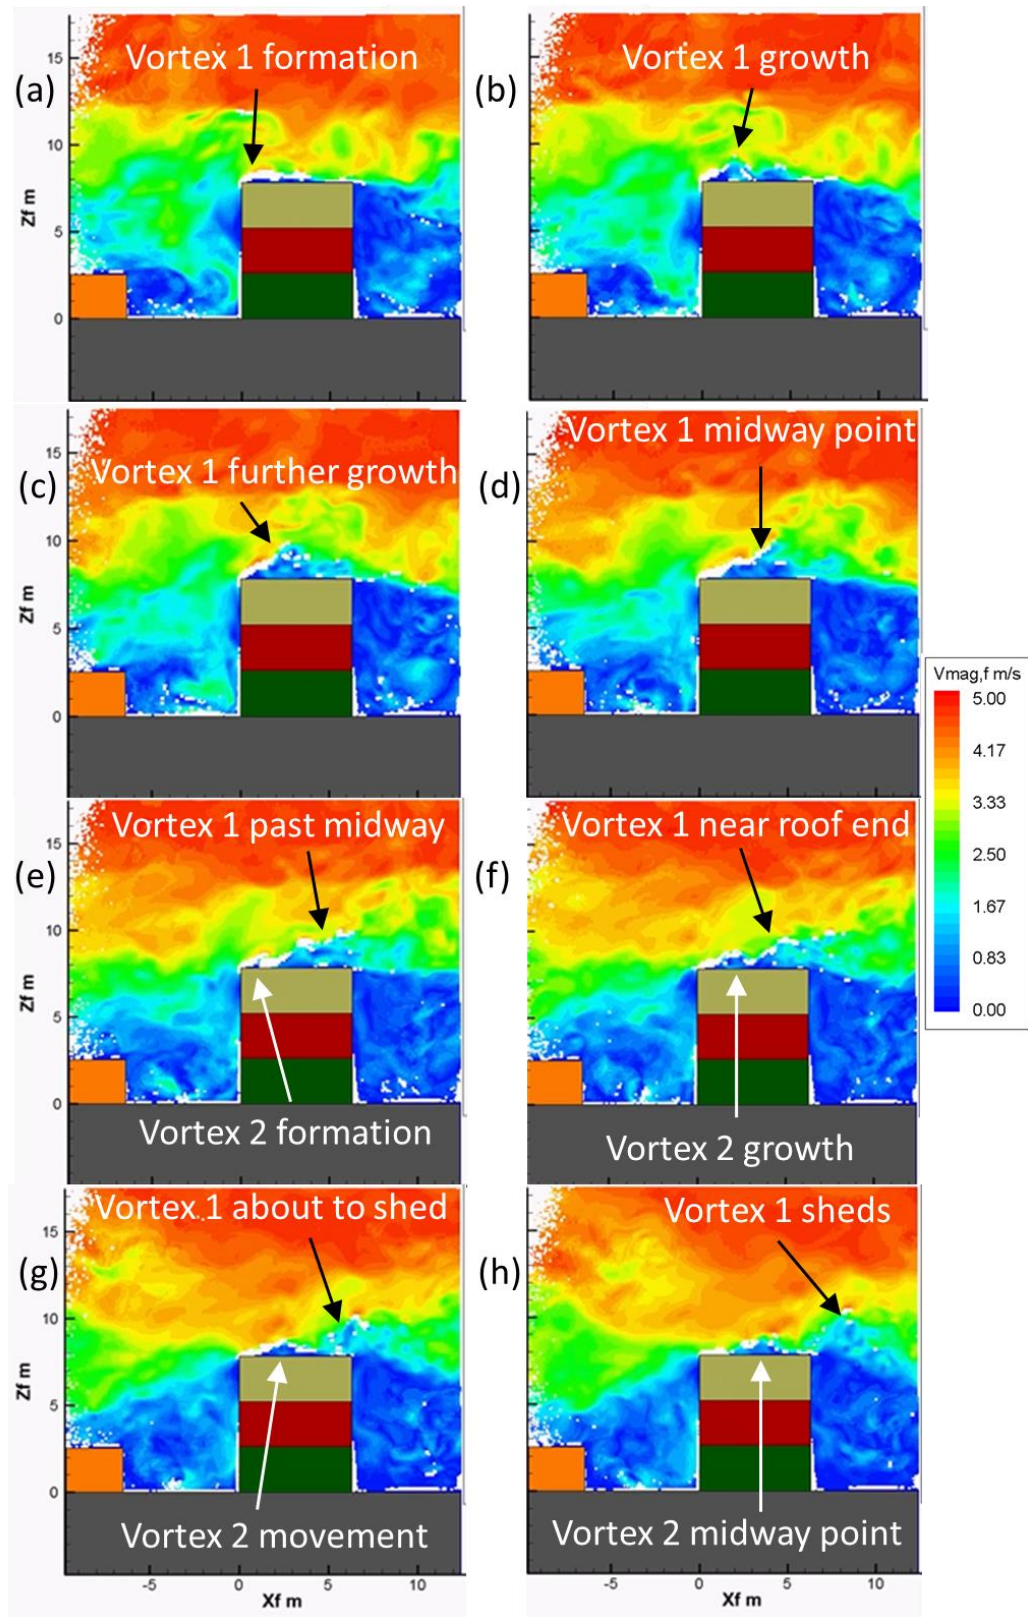 Vortex 1 formation
(a)
15
10
5
0
Zf m
Vortex 1 growth
(b)
Vortex 1 further growth
(c)
15
10
5
0
Zf m
Vortex 1 midway point
(d)
Vmag,f m/s
5.00
4.17
3.33
2.50
1.67
0.83
0.00
Vortex 1 past midway
(e)
15
10
5
0
Zf m
Vortex 2 formation
Vortex 1 near roof end
(f)
Vortex 2 growth
Vortex 1 about to shed
(g)
15
10
5
0
Zf m
Vortex 2 movement
-5 0 5 10
Xf m
Vortex 1 sheds
(h)
Vortex 2 midway point
-5 0 5 10
Xf m